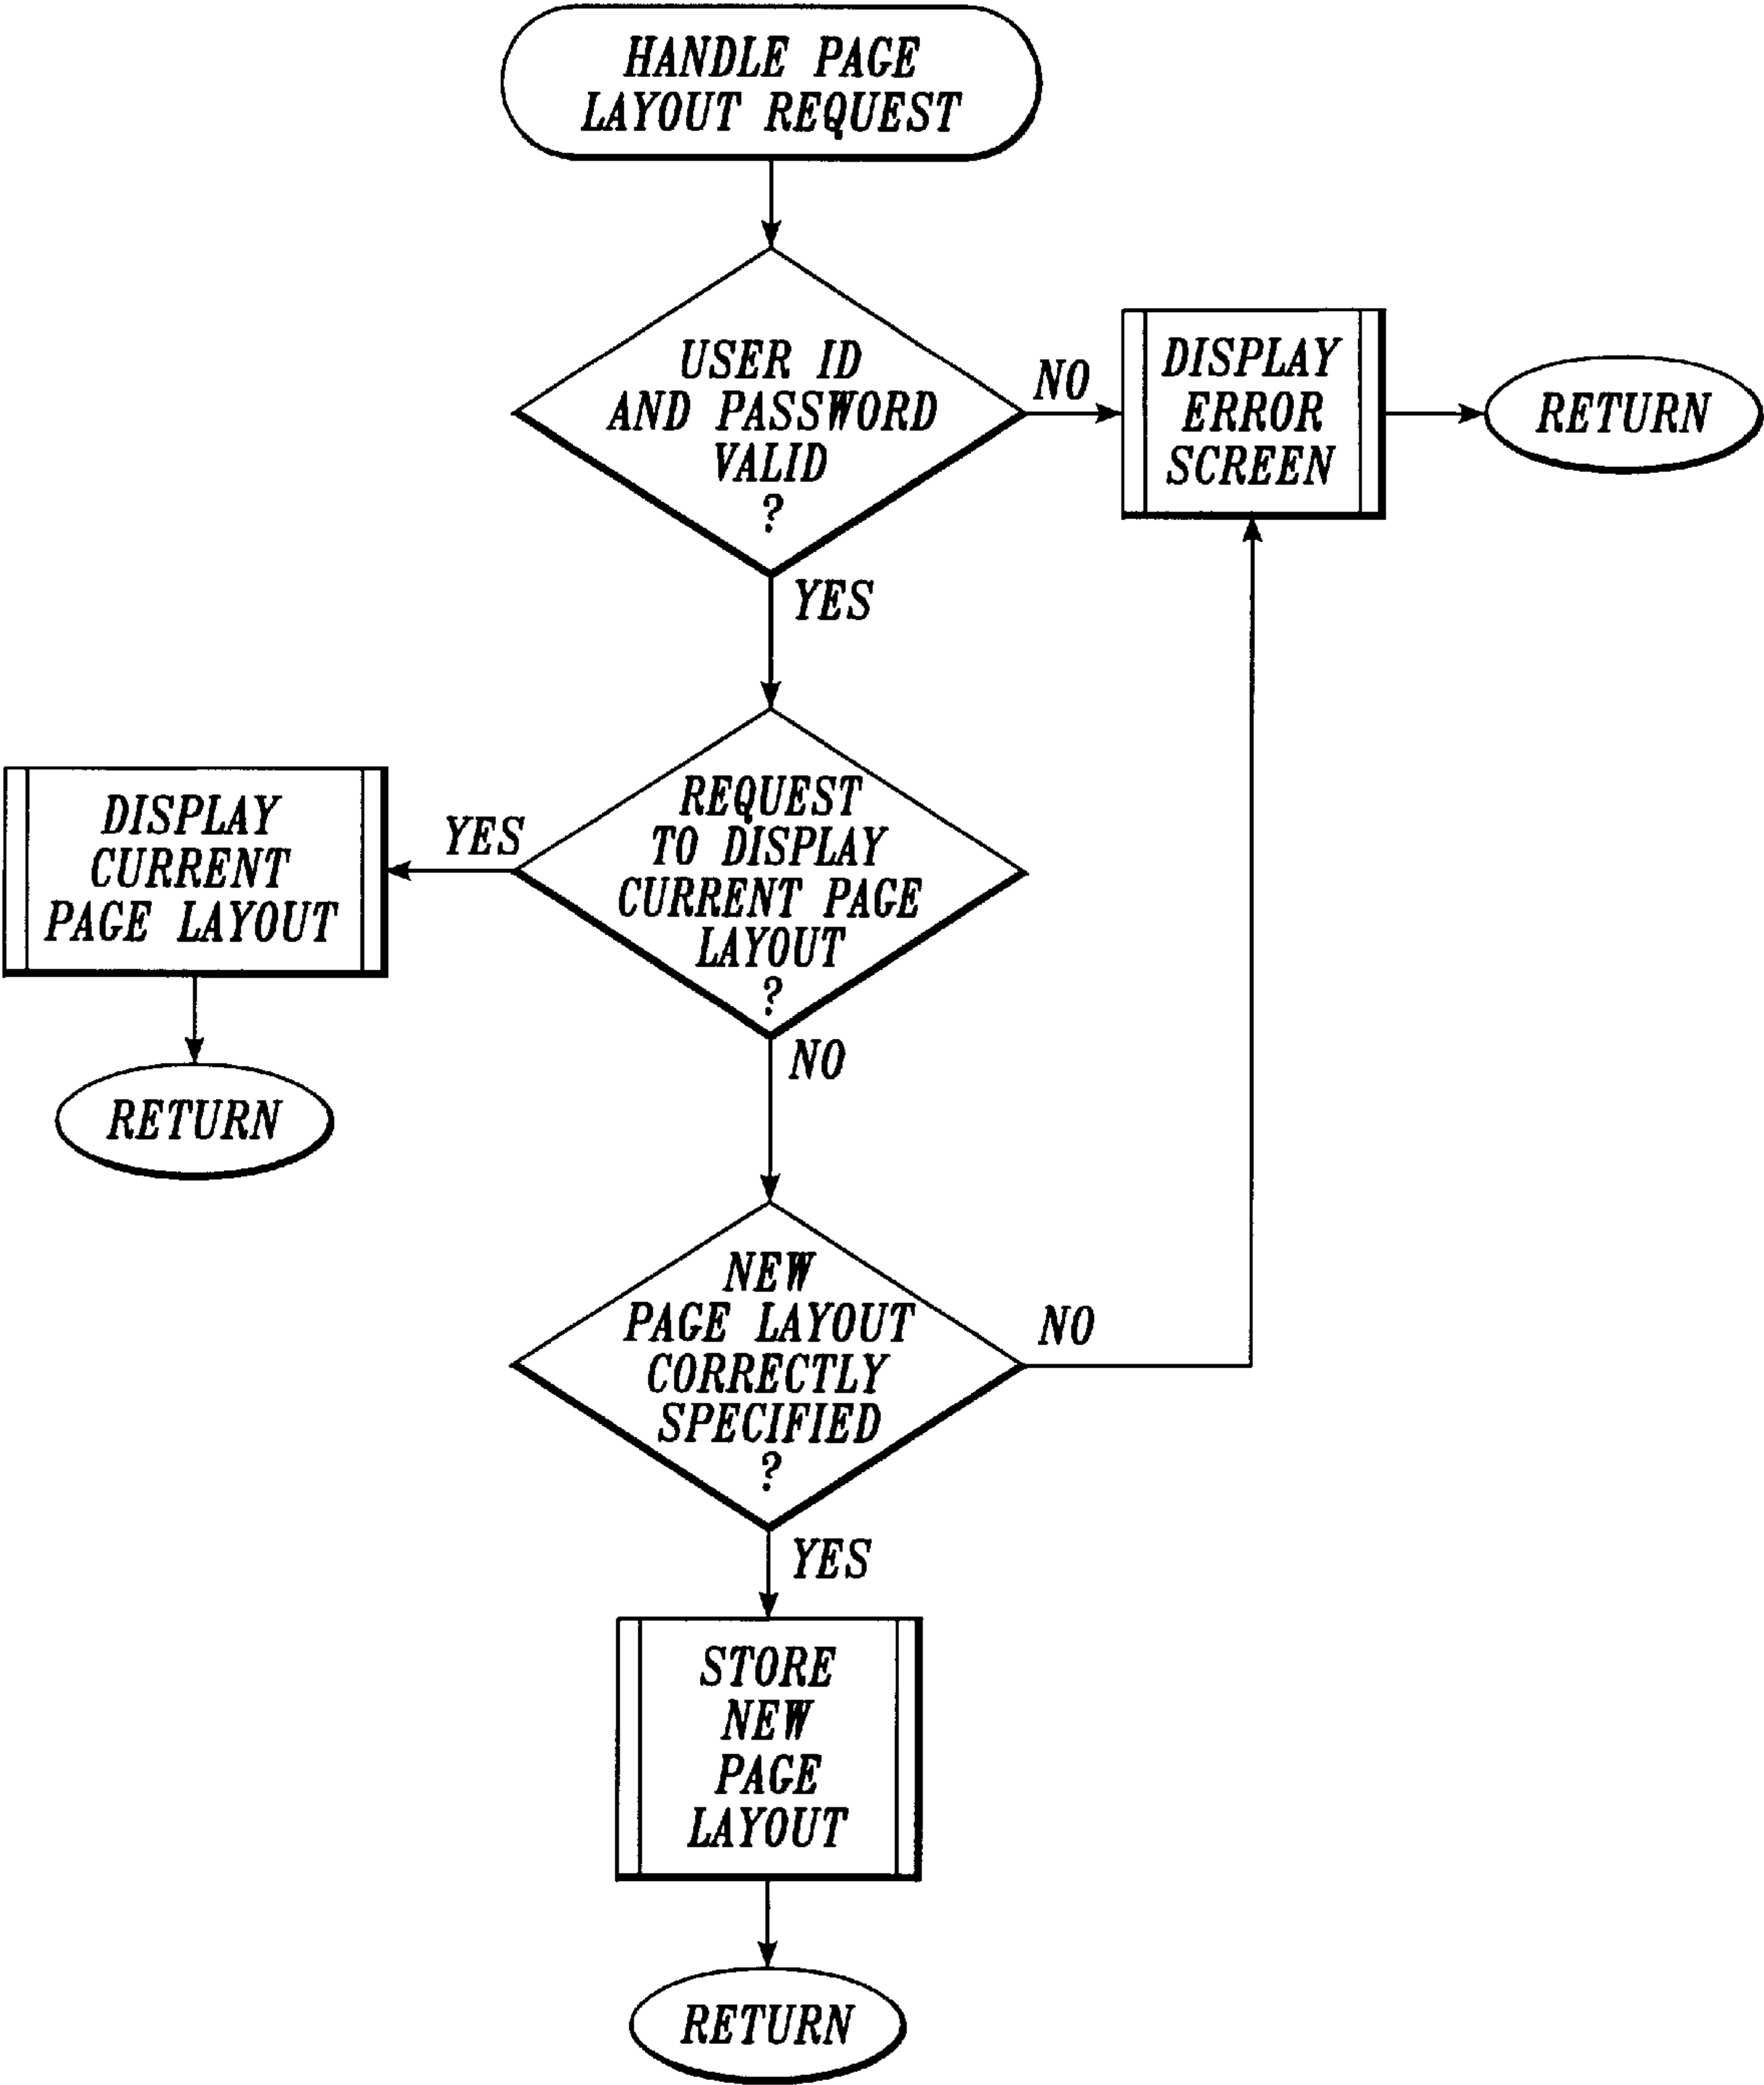 HANDLE PAGE
LAYOUT REQUEST
USER ID
AND PASSWORD
VALID
?
NO
DISPLAY
ERROR
SCREEN
RETURN
YES
REQUEST
TO DISPLAY
CURRENT PAGE
LAYOUT
?
YES
DISPLAY
CURRENT
PAGE LAYOUT
RETURN
NO
NEW
PAGE LAYOUT
CORRECTLY
SPECIFIED
?
NO
YES
STORE
NEW
PAGE
LAYOUT
RETURN